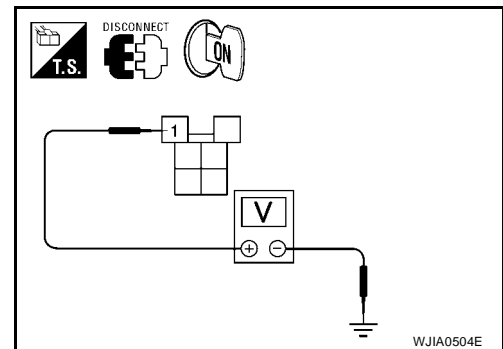 DISCONNECT
T.S.
ON
1
V
+ −
WJIA0504E